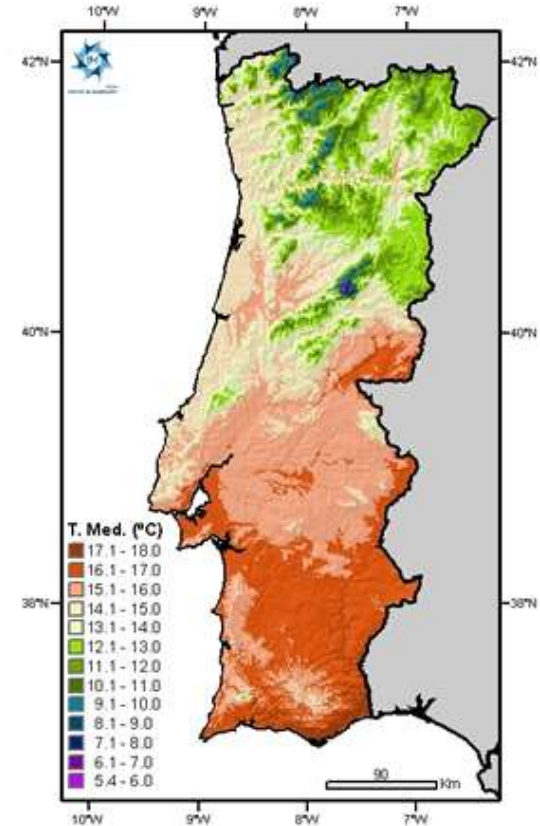 10°W 9°W 8°W 7°W
42°N 42°N
IM
40°N 40°N
T. Med. (ºC)
17.1 - 18.0
16.1 - 17.0
15.1 - 16.0
14.1 - 15.0
13.1 - 14.0
12.1 - 13.0
11.1 - 12.0
10.1 - 11.0
9.1 - 10.0
8.1 - 9.0
7.1 - 8.0
6.1 - 7.0
5.4 - 6.0
38°N 38°N
90
Km
10°W 9°W 8°W 7°W